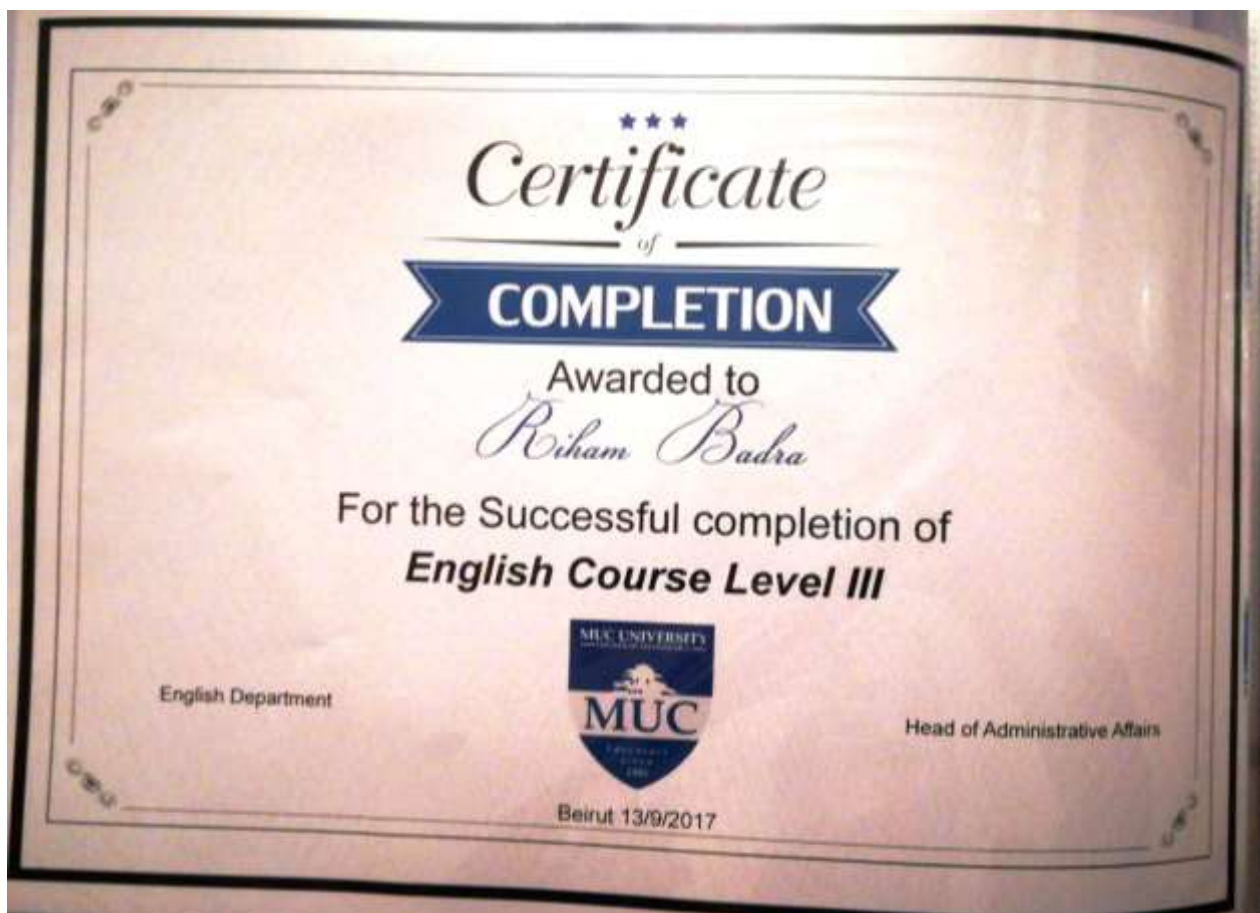 Certificate
of
COMPLETION
Awarded to
Riham Badra
For the Successful completion of
English Course Level III
MUC UNIVERSITY
MUC
English Department
Head of Administrative Affairs
Beirut 13/9/2017